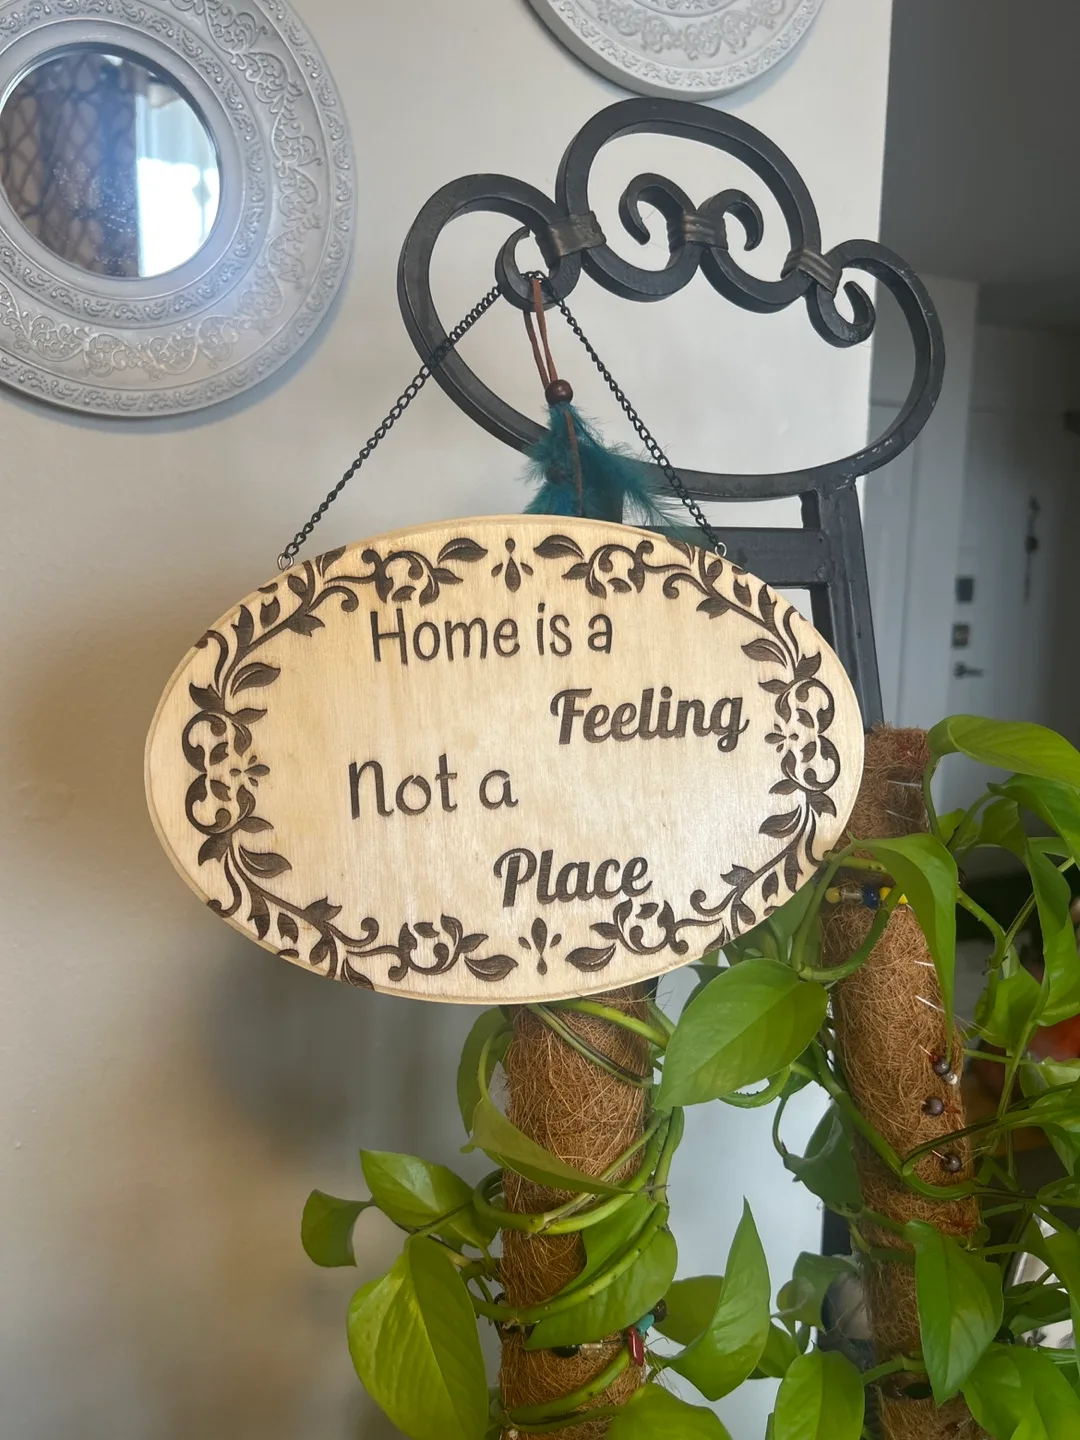 Home is a
Feeling
Not a
Place